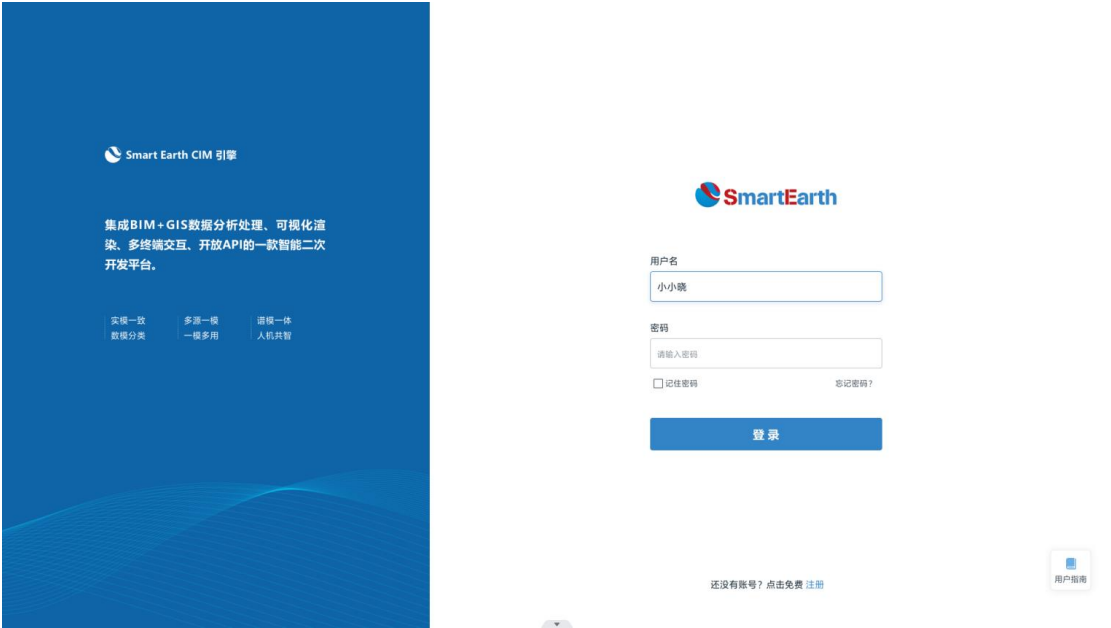 Smart Earth CIM 引擎
集成BIM+GIS数据分析处理、可视化渲
染、多终端交互、开放API的一款智能二次
开发平台。
实模一致 多源一模 谱模一体
数模分类 一模多用 人机共智
SmartEarth
用户名
小小晓
密码
请输入密码
记住密码 忘记密码?
登录
还没有账号? 点击免费 注册
用户指南